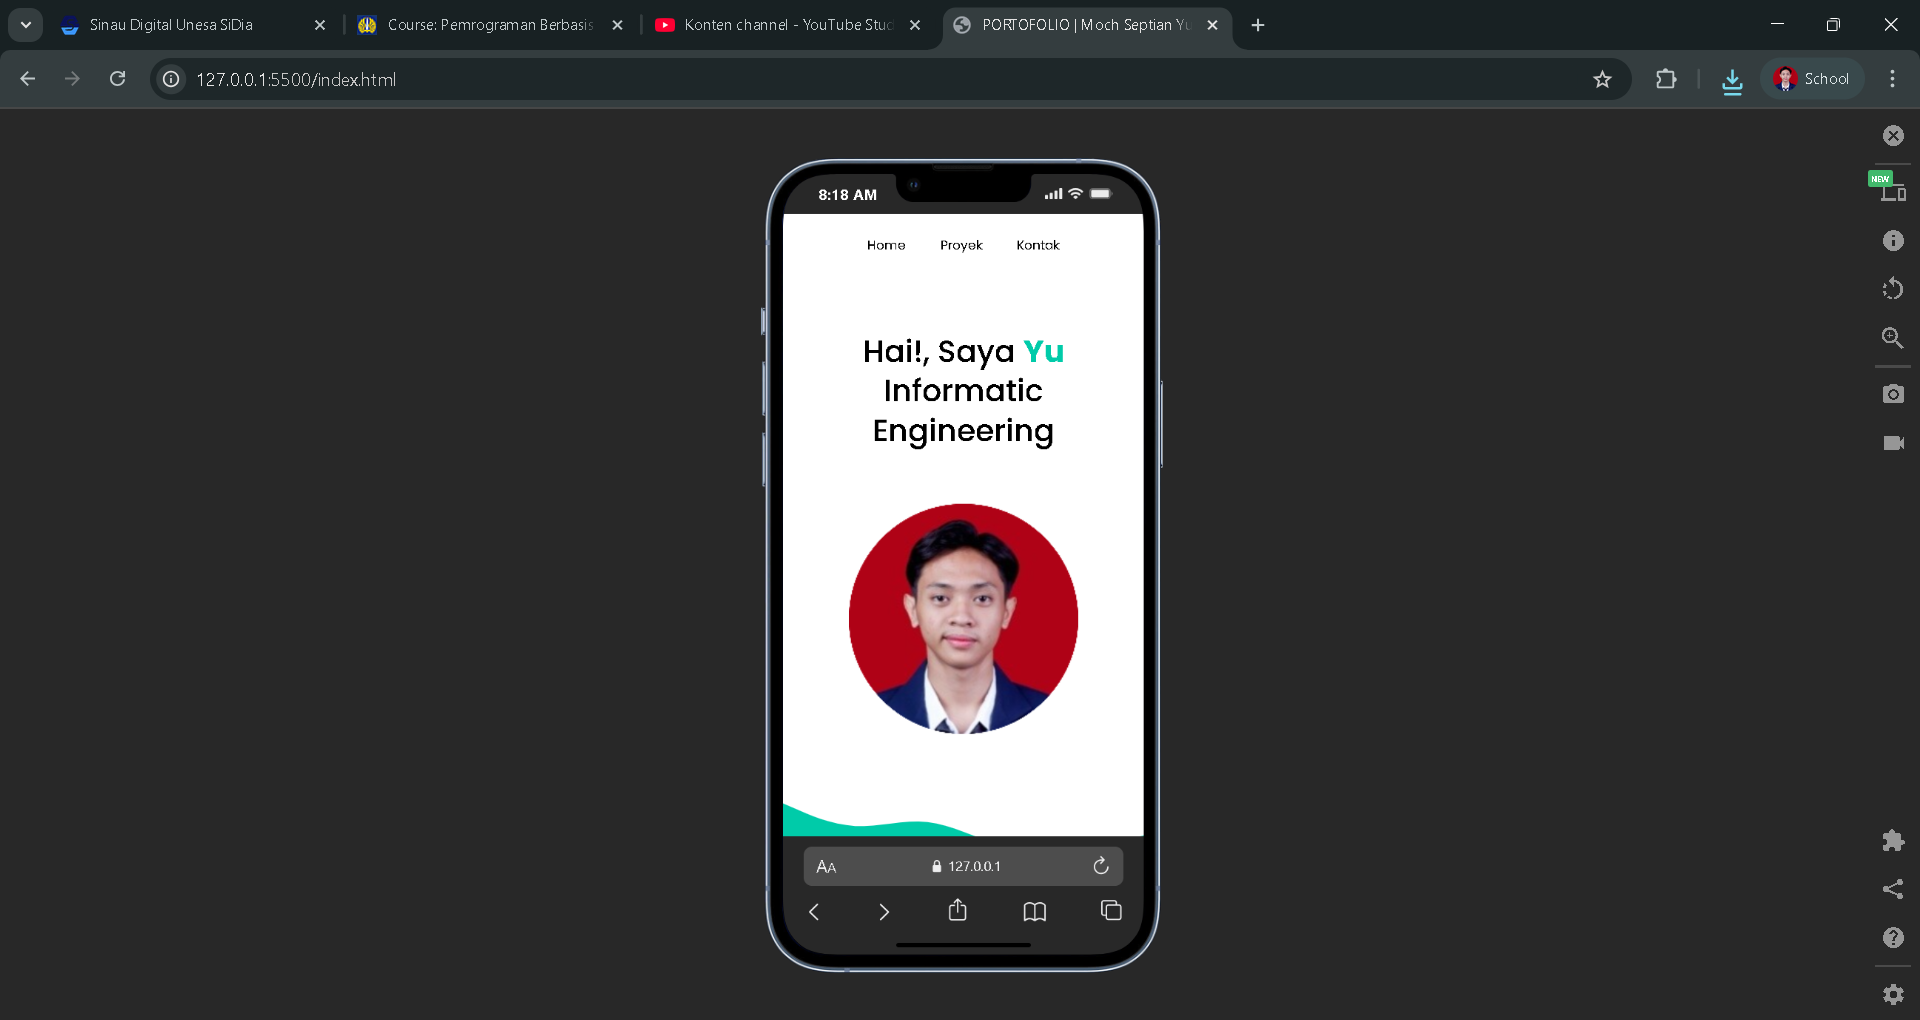 Sinau Digital Unesa SiDia
Course: Pemrograman Berbasis
Konten channel - YouTube Stud
PORTOFOLIO | Moch Septian Yu
127.0.0.1:5500/index.html
School
NEW
8:18 AM
Home Proyek Kontak
Hai!, Saya Yu
Informatic
Engineering
AA 127.0.0.1